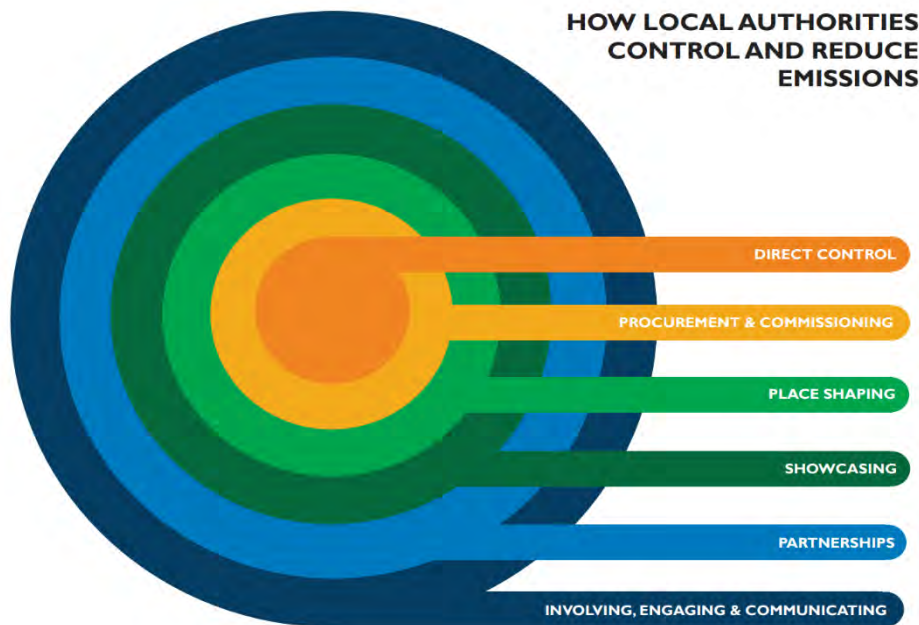 HOW LOCAL AUTHORITIES
CONTROL AND REDUCE
EMISSIONS
DIRECT CONTROL
PROCUREMENT & COMMISSIONING
PLACE SHAPING
SHOWCASING
PARTNERSHIPS
INVOLVING, ENGAGING & COMMUNICATING